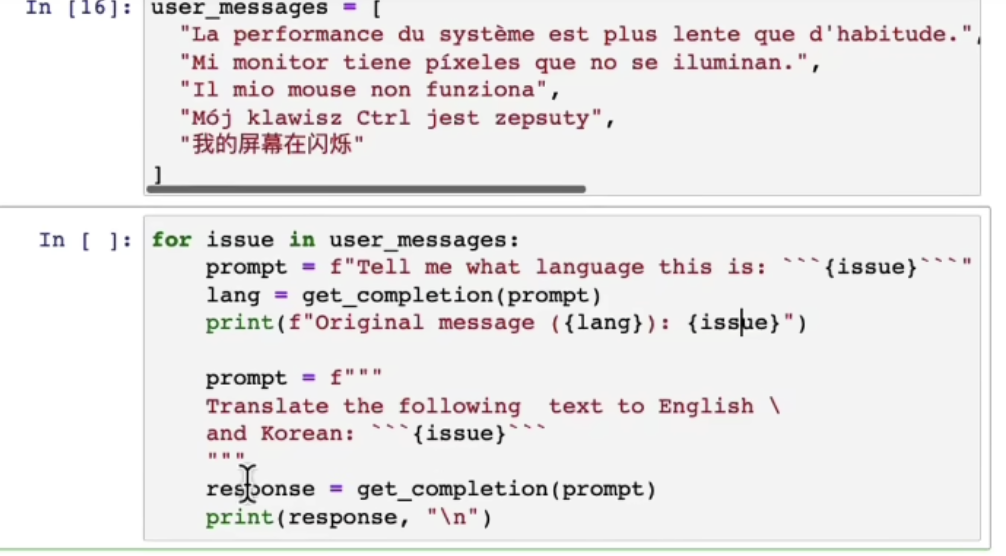 In [16]: user_messages = [
"La performance du système est plus lente que d'habitude.",
"Mi monitor tiene píxeles que no se iluminan.",
"Il mio mouse non funziona",
"Mój klawisz Ctrl jest zepsuty",
"我的屏幕在闪烁"
]
In [ ]: for issue in user_messages:
prompt = f"Tell me what language this is: ```{issue}```"
lang = get_completion(prompt)
print(f"Original message ({lang}): {issue}")
prompt = f"""
Translate the following  text to English \
and Korean: ```{issue}```
"""
response = get_completion(prompt)
print(response, "\n")